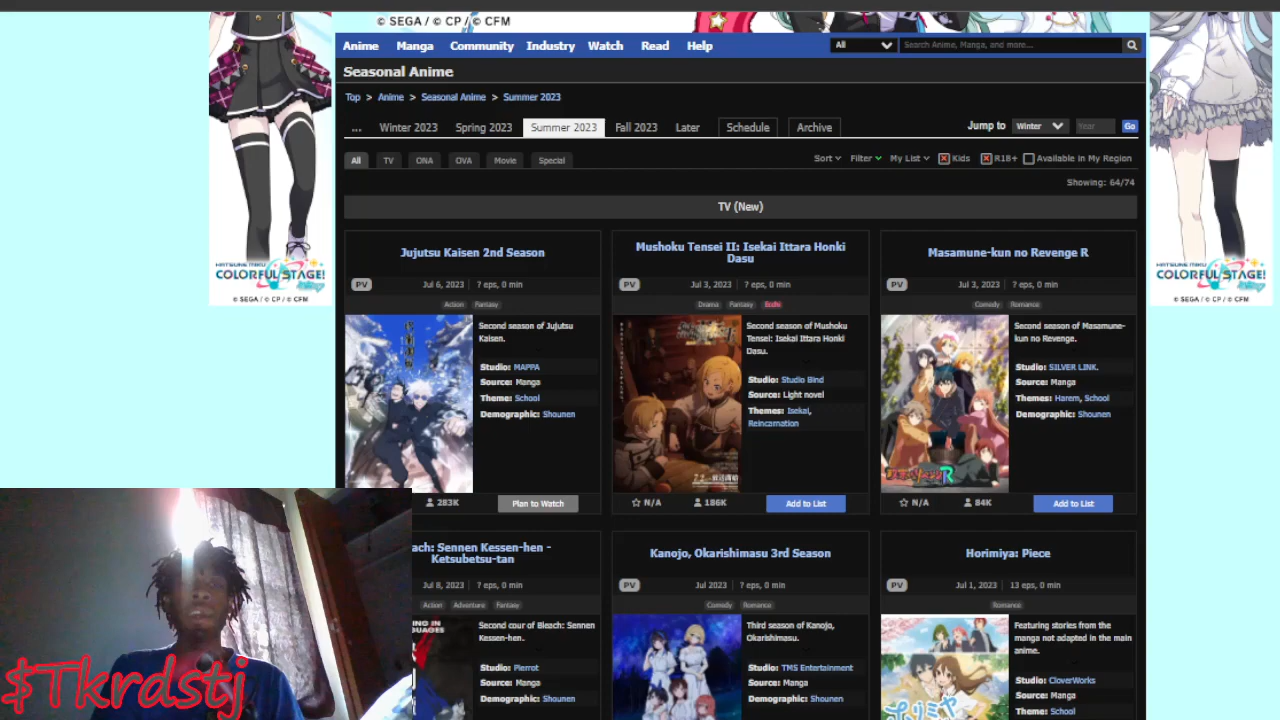 © SEGA / © CP / © CFM
Anime Manga Community Industry Watch Read Help
All Search Anime, Manga, and more...
Seasonal Anime
Top > Anime > Seasonal Anime > Summer 2023
... Winter 2023 Spring 2023 Summer 2023 Fall 2023 Later Schedule Archive
Jump to Winter Year Go
All TV ONA OVA Movie Special
Sort Filter My List Kids R18+ Available in My Region
Showing: 64/74
TV (New)
Jujutsu Kaisen 2nd Season
PV Jul 6, 2023 ? eps, 0 min
Action Fantasy
Second season of Jujutsu
Kaisen.
Studio: MAPPA
Source: Manga
Theme: School
Demographic: Shounen
283K Plan to Watch
Mushoku Tensei II: Isekai Ittara Honki
Dasu
PV Jul 3, 2023 ? eps, 0 min
Drama Fantasy Ecchi
Second season of Mushoku
Tensei: Isekai Ittara Honki
Dasu.
Studio: Studio Bind
Source: Light novel
Themes: Isekai,
Reincarnation
N/A 186K Add to List
Masamune-kun no Revenge R
PV Jul 3, 2023 ? eps, 0 min
Comedy Romance
Second season of Masamune-
kun no Revenge.
Studio: SILVER LINK.
Source: Manga
Themes: Harem, School
Demographic: Shounen
N/A 84K Add to List
each: Sennen Kessen-hen -
Ketsubetsu-tan
Jul 8, 2023 ? eps, 0 min
Action Adventure Fantasy
Second cour of Bleach: Sennen
Kessen-hen.
Studio: Pierrot
Source: Manga
Demographic: Shounen
Kanojo, Okarishimasu 3rd Season
PV Jul 2023 ? eps, 0 min
Comedy Romance
Third season of Kanojo,
Okarishimasu.
Studio: TMS Entertainment
Source: Manga
Demographic: Shounen
Horimiya: Piece
PV Jul 1, 2023 13 eps, 0 min
Romance
Featuring stories from the
manga not adapted in the main
anime.
Studio: CloverWorks
Source: Manga
Theme: School
HATSUNE MIKU
COLORFUL STAGE!
© SEGA / © CP / © CFM
HATSUNE MIKU
COLORFUL STAGE!
© SEGA / © CP / © CFM
$Tkrdstj